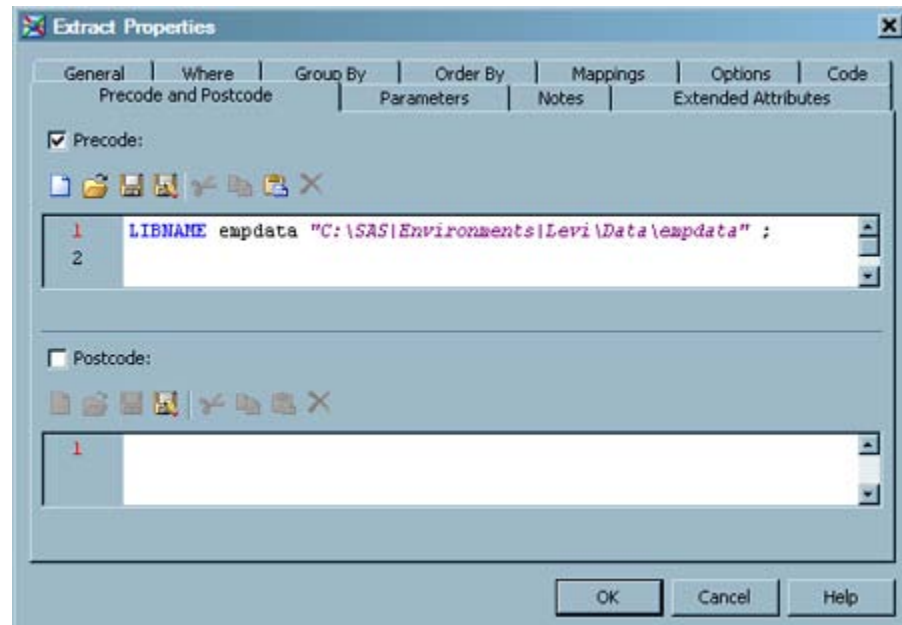 Extract Properties
General Where Group By Order By Mappings Options Code
Precode and Postcode Parameters Notes Extended Attributes
Precode:
1 LIBNAME empdata "C:\SAS|Environments|Levi\Data\empdata" ;
2
Postcode:
1
OK Cancel Help